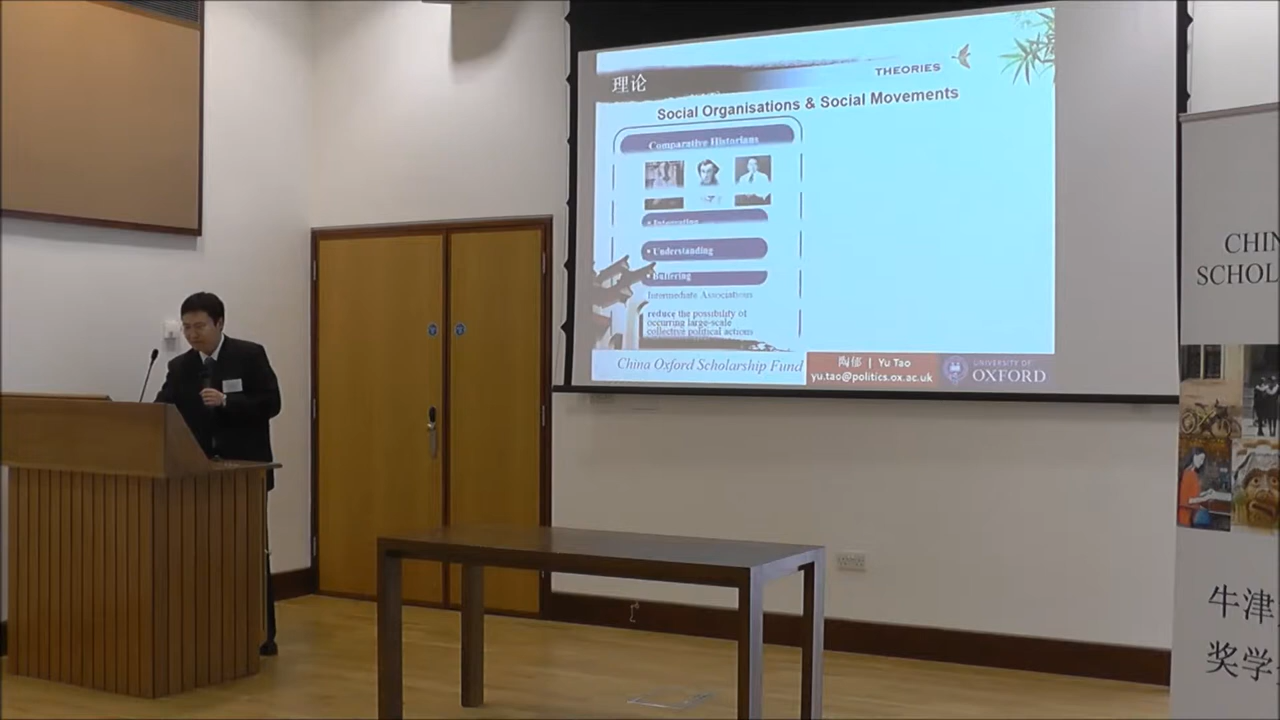 理论
THEORIES
Social Organisations & Social Movements
Comparative Historians
• Integrating
• Understanding
• Buffering
Intermediate Associations
reduce the possibility of
occurring large-scale
collective political actions
China Oxford Scholarship Fund
陶郁 | Yu Tao
yu.tao@politics.ox.ac.uk
UNIVERSITY OF
OXFORD
CHIN
SCHOL
牛津
奖学